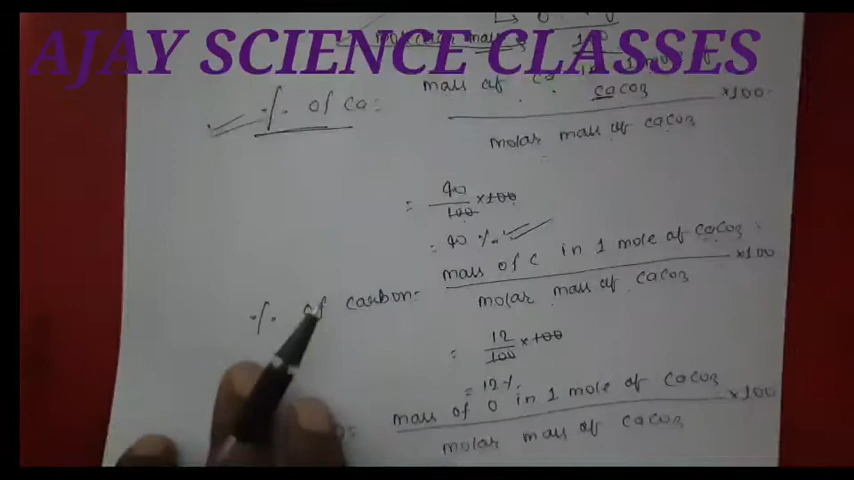 AJAY SCIENCE CLASSES
% of ca =
mass of ca in 1 mole of
caco3
×100
molar mass of caco3
= 40/100 ×100
= 40 %
% of carbon = mass of c in 1 mole of caco3 ×100
molar mass of caco3
= 12/100 ×100
= 12%
= mass of O in 1 mole of caco3 ×100
molar mass of caco3